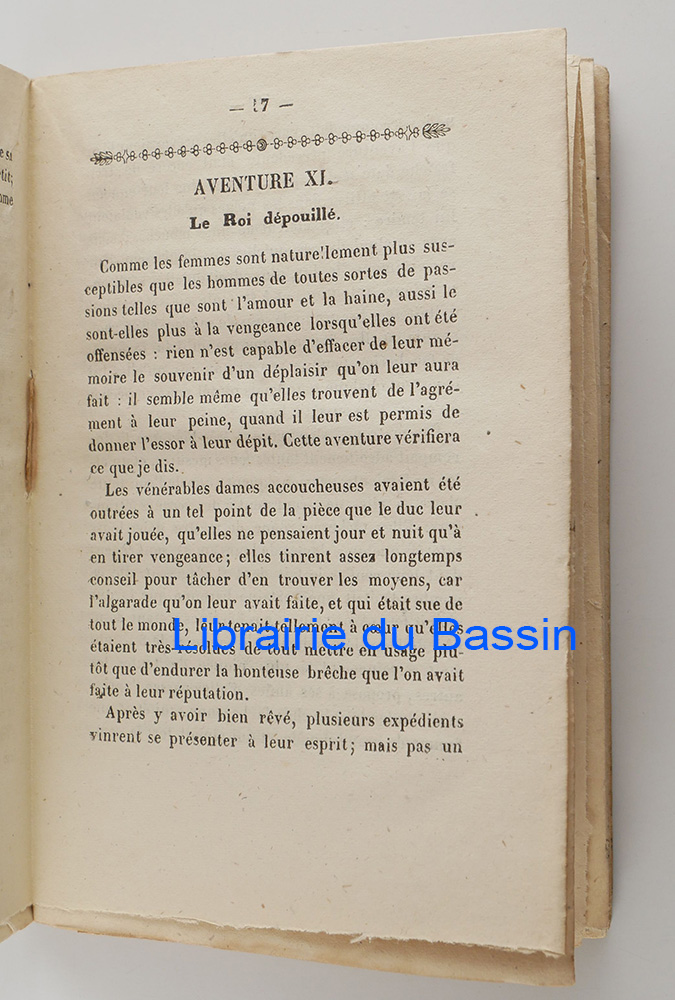 — 17 —
AVENTURE XI.
Le Roi dépouillé.
Comme les femmes sont naturellement plus sus-
ceptibles que les hommes de toutes sortes de pas-
sions telles que sont l'amour et la haine, aussi le
sont-elles plus à la vengeance lorsqu'elles ont été
offensées : rien n'est capable d'effacer de leur mé-
moire le souvenir d'un déplaisir qu'on leur aura
fait : il semble même qu'elles trouvent de l'agré-
ment à leur peine, quand il leur est permis de
donner l'essor à leur dépit. Cette aventure vérifiera
ce que je dis.
Les vénérables dames accoucheuses avaient été
outrées à un tel point de la pièce que le duc leur
avait jouée, qu'elles ne pensaient jour et nuit qu'à
en tirer vengeance; elles tinrent assez longtemps
conseil pour tâcher d'en trouver les moyens, car
l'algarade qu'on leur avait faite, et qui était sue de
tout le monde, leur tenait tellement à cœur qu'elles
étaient très-résolues de tout mettre en usage plu-
tôt que d'endurer la honteuse brêche que l'on avait
faite à leur réputation.
Après y avoir bien rêvé, plusieurs expédients
vinrent se présenter à leur esprit; mais pas un
Librairie du Bassin